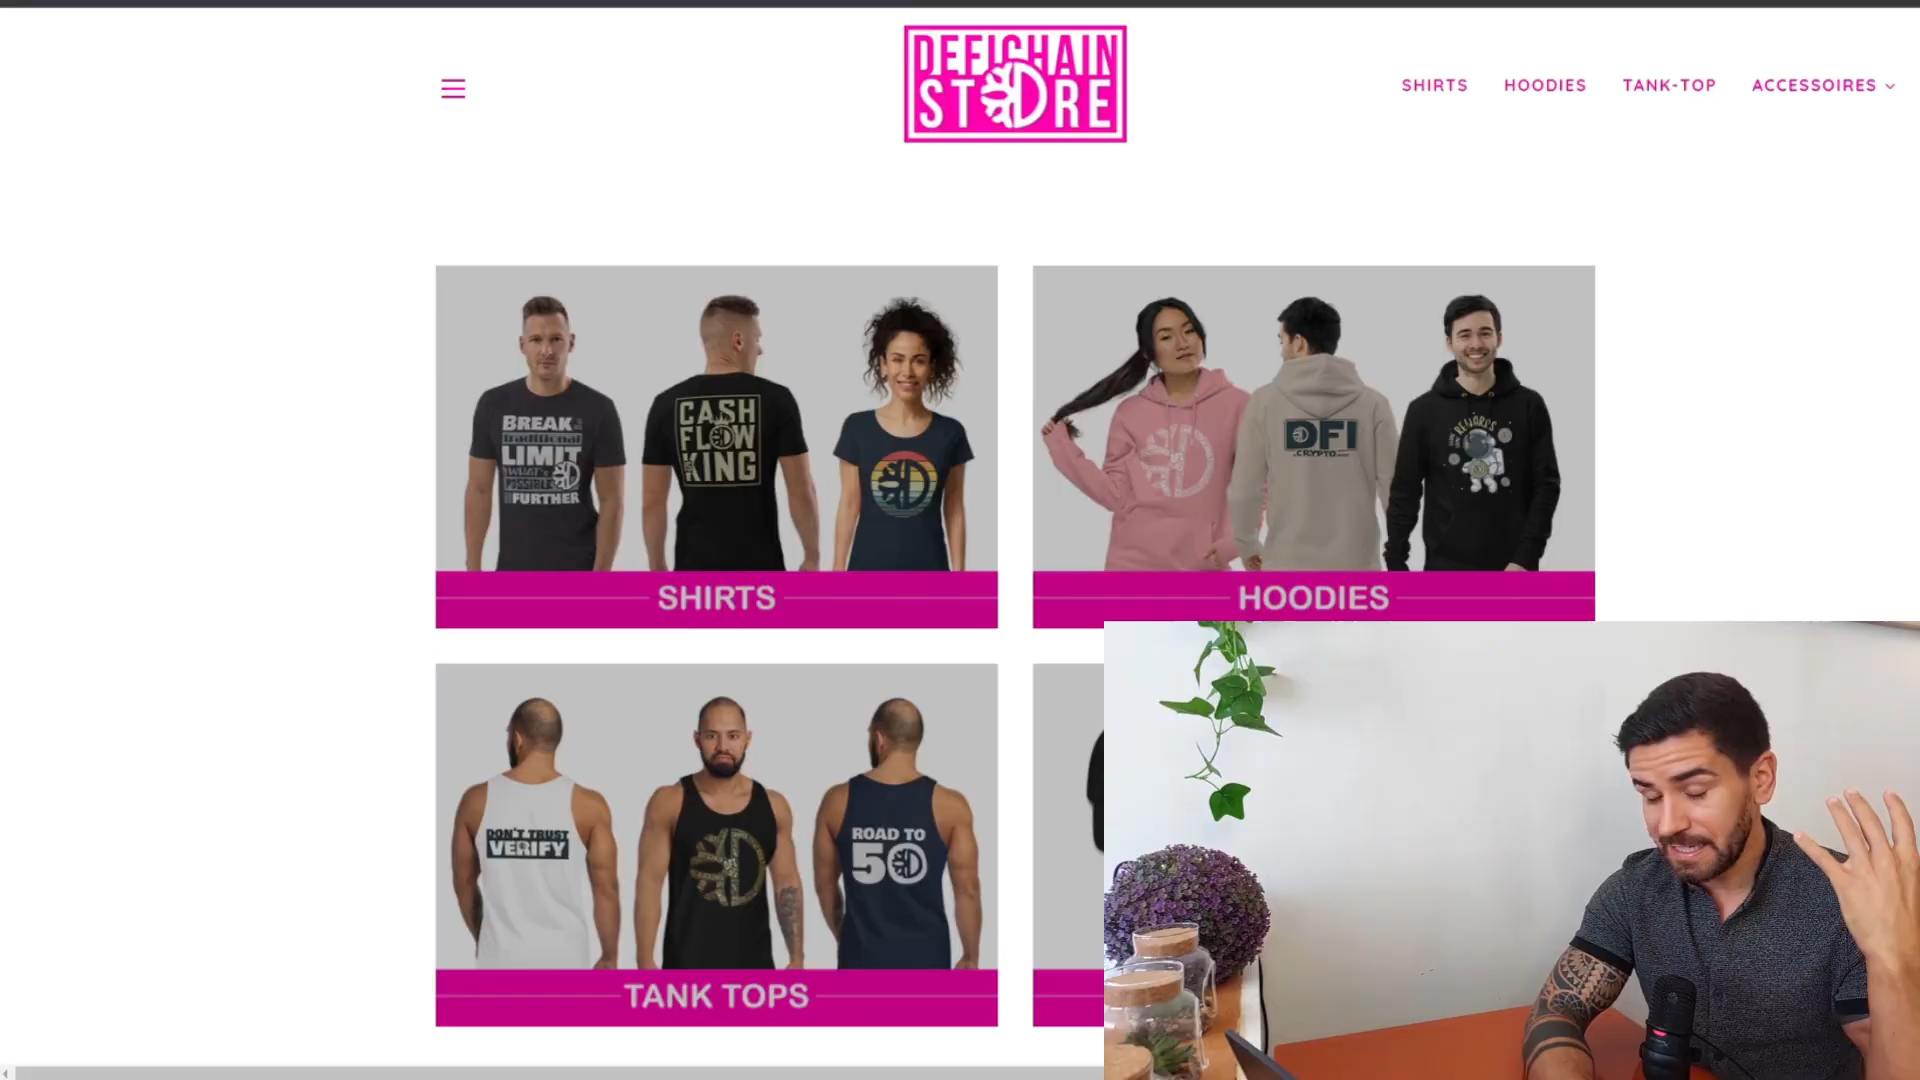 DEFICHAIN
STORE
SHIRTS HOODIES TANK-TOP ACCESSOIRES
BREAK
traditional
LIMIT
WHAT'S
POSSIBLE
FURTHER
CASH
FLOW
KING
DFI
.CRYPTO
REWARDS
SHIRTS
HOODIES
DON'T TRUST
VERIFY
ROAD TO
50
TANK TOPS